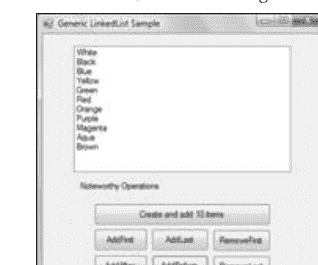 Generic LinkedList Sample
White
Black
Blue
Yellow
Green
Red
Orange
Purple
Magenta
Aqua
Brown
Noteworthy Operations
Create and add 10 items
AddFirst AddLast RemoveFirst